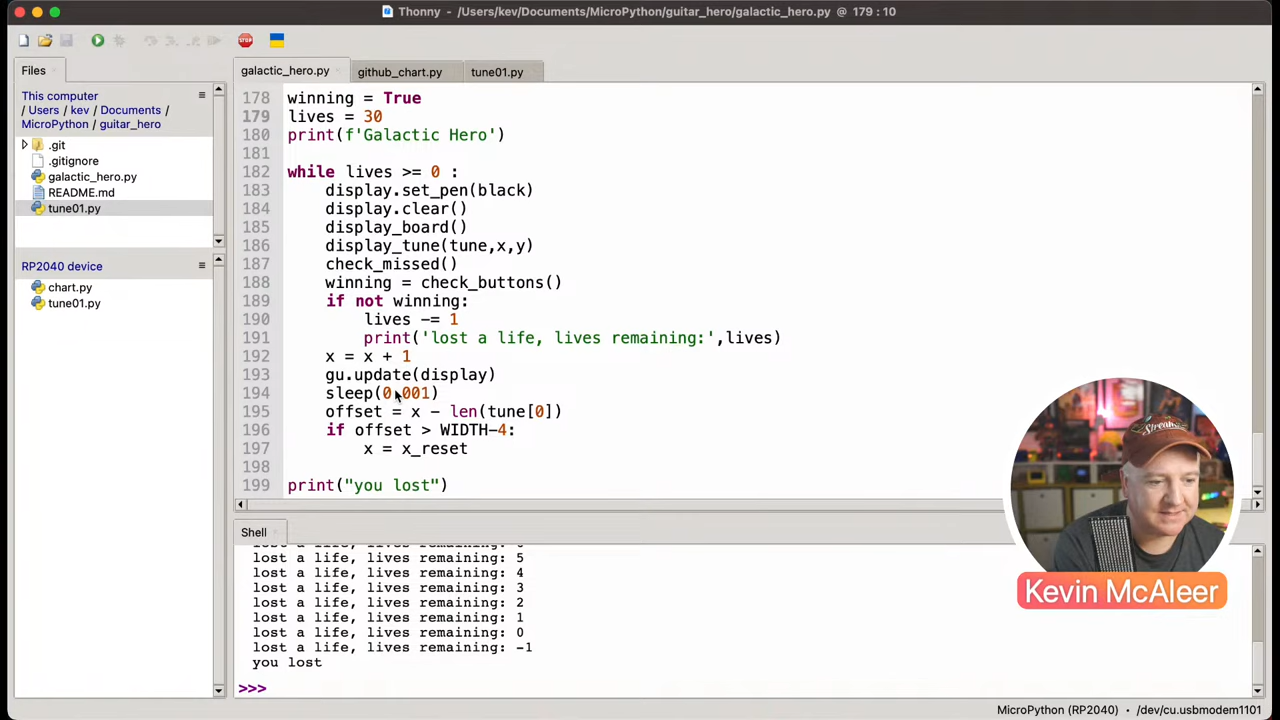 Thonny - /Users/kev/Documents/MicroPython/guitar_hero/galactic_hero.py @ 179 : 10
STOP
Files
This computer
/ Users / kev / Documents /
MicroPython / guitar_hero
.git
.gitignore
galactic_hero.py
README.md
tune01.py
RP2040 device
chart.py
tune01.py
galactic_hero.py
github_chart.py
tune01.py
178 winning = True
179 lives = 30
180 print(f'Galactic Hero')
181
182 while lives >= 0 :
183 display.set_pen(black)
184 display.clear()
185 display_board()
186 display_tune(tune,x,y)
187 check_missed()
188 winning = check_buttons()
189 if not winning:
190 lives -= 1
191 print('lost a life, lives remaining:',lives)
192 x = x + 1
193 gu.update(display)
194 sleep(0.001)
195 offset = x - len(tune[0])
196 if offset > WIDTH-4:
197 x = x_reset
198
199 print("you lost")
Shell
lost a life, lives remaining: 5
lost a life, lives remaining: 4
lost a life, lives remaining: 3
lost a life, lives remaining: 2
lost a life, lives remaining: 1
lost a life, lives remaining: 0
lost a life, lives remaining: -1
you lost
>>>
Kevin McAleer
MicroPython (RP2040) • /dev/cu.usbmodem1101